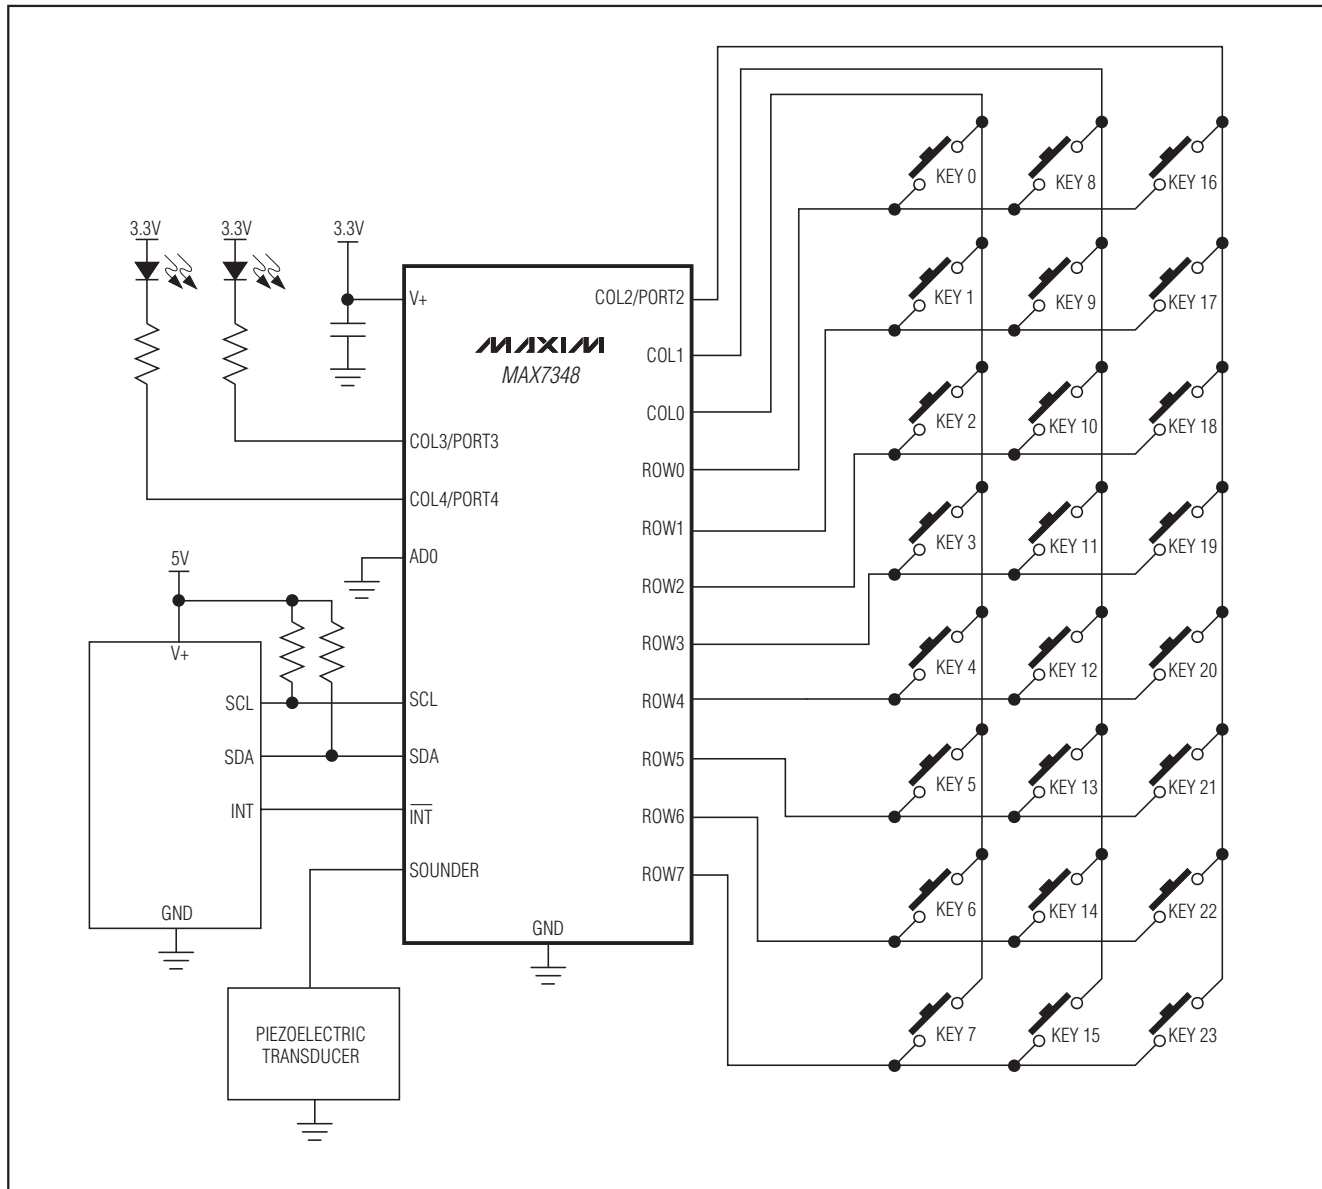 KEY 0 KEY 8 KEY 16
3.3V 3.3V 3.3V
KEY 1 KEY 9 KEY 17
V+ COL2/PORT2
MAXIM
MAX7348
COL1
COL0
KEY 2 KEY 10 KEY 18
COL3/PORT3
ROW0
COL4/PORT4
ROW1
KEY 3 KEY 11 KEY 19
5V
AD0
ROW2
V+
ROW3
KEY 4 KEY 12 KEY 20
SCL SCL
ROW4
SDA SDA
ROW5
KEY 5 KEY 13 KEY 21
INT INT
ROW6
SOUNDER
ROW7
GND
GND
KEY 6 KEY 14 KEY 22
PIEZOELECTRIC
TRANSDUCER
KEY 7 KEY 15 KEY 23